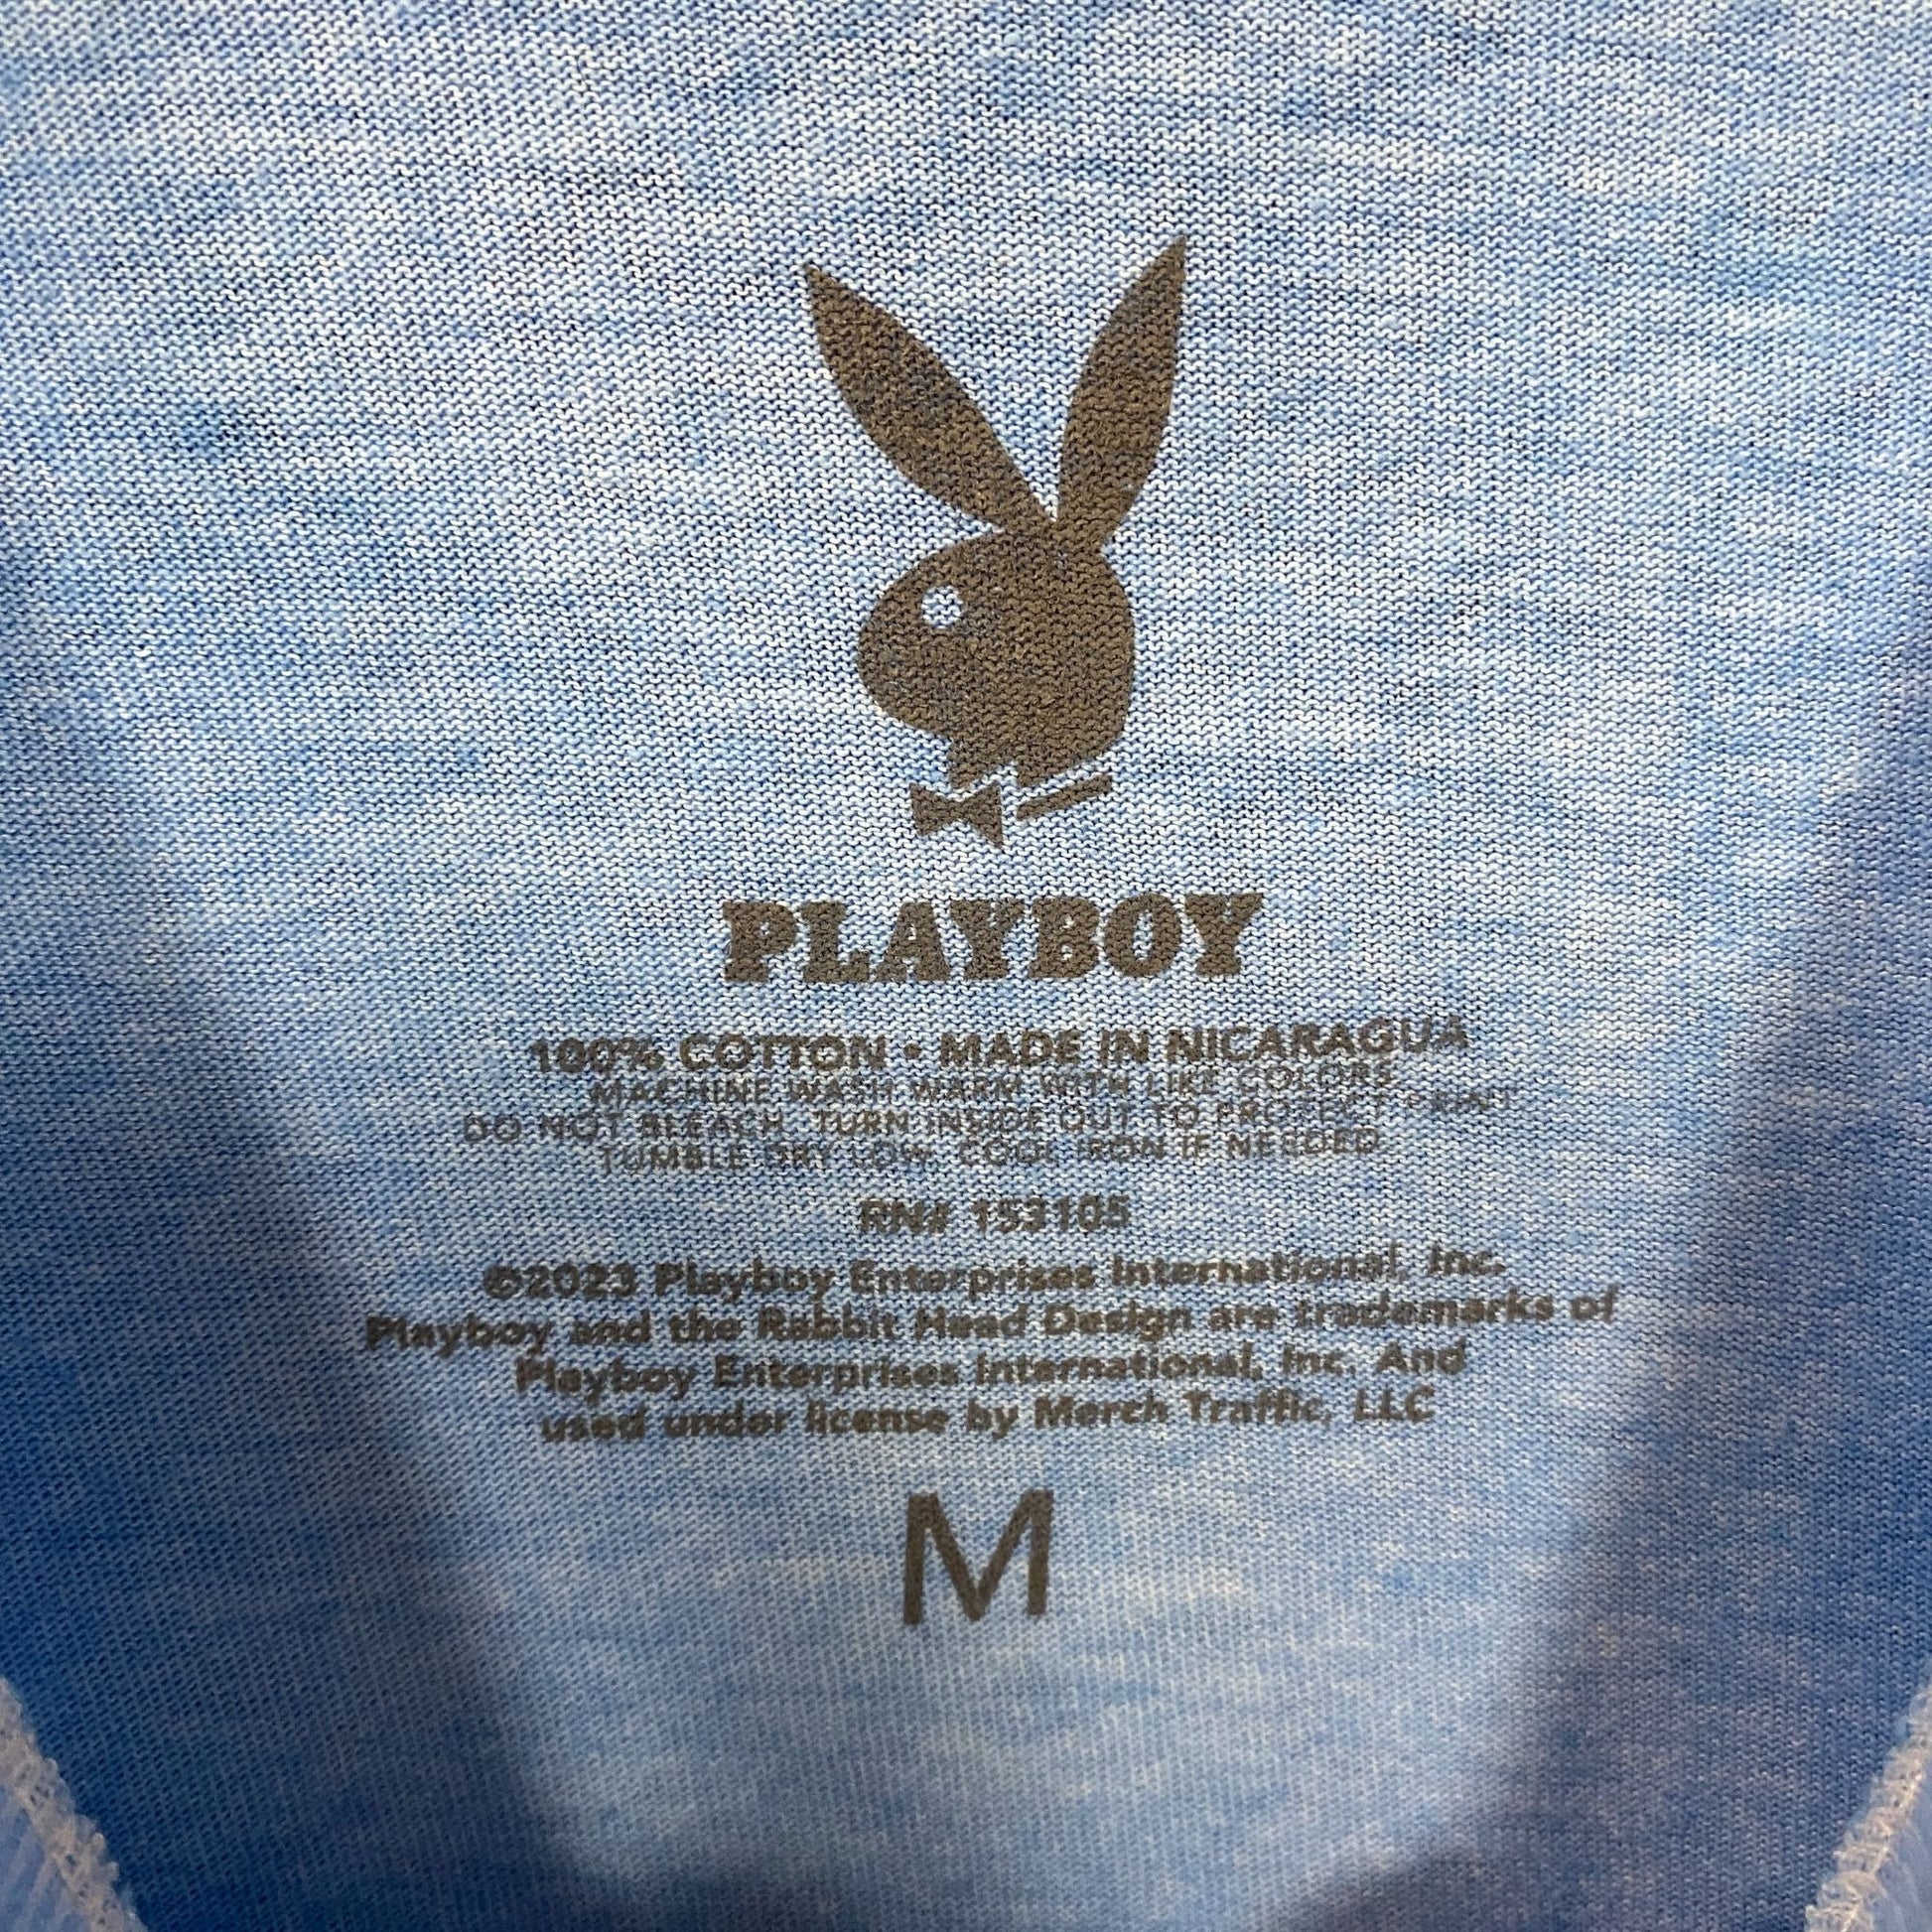 PLAYBOY
100% COTTON • MADE IN NICARAGUA
MACHINE WASH WARM WITH LIKE COLORS
DO NOT BLEACH. TURN INSIDE OUT TO PROTECT PRINT
TUMBLE DRY LOW. COOL IRON IF NEEDED
RN# 153105
©2023 Playboy Enterprises International, Inc.
Playboy and the Rabbit Head Design are trademarks of
Playboy Enterprises International, Inc. And
used under license by Merch Traffic, LLC
M